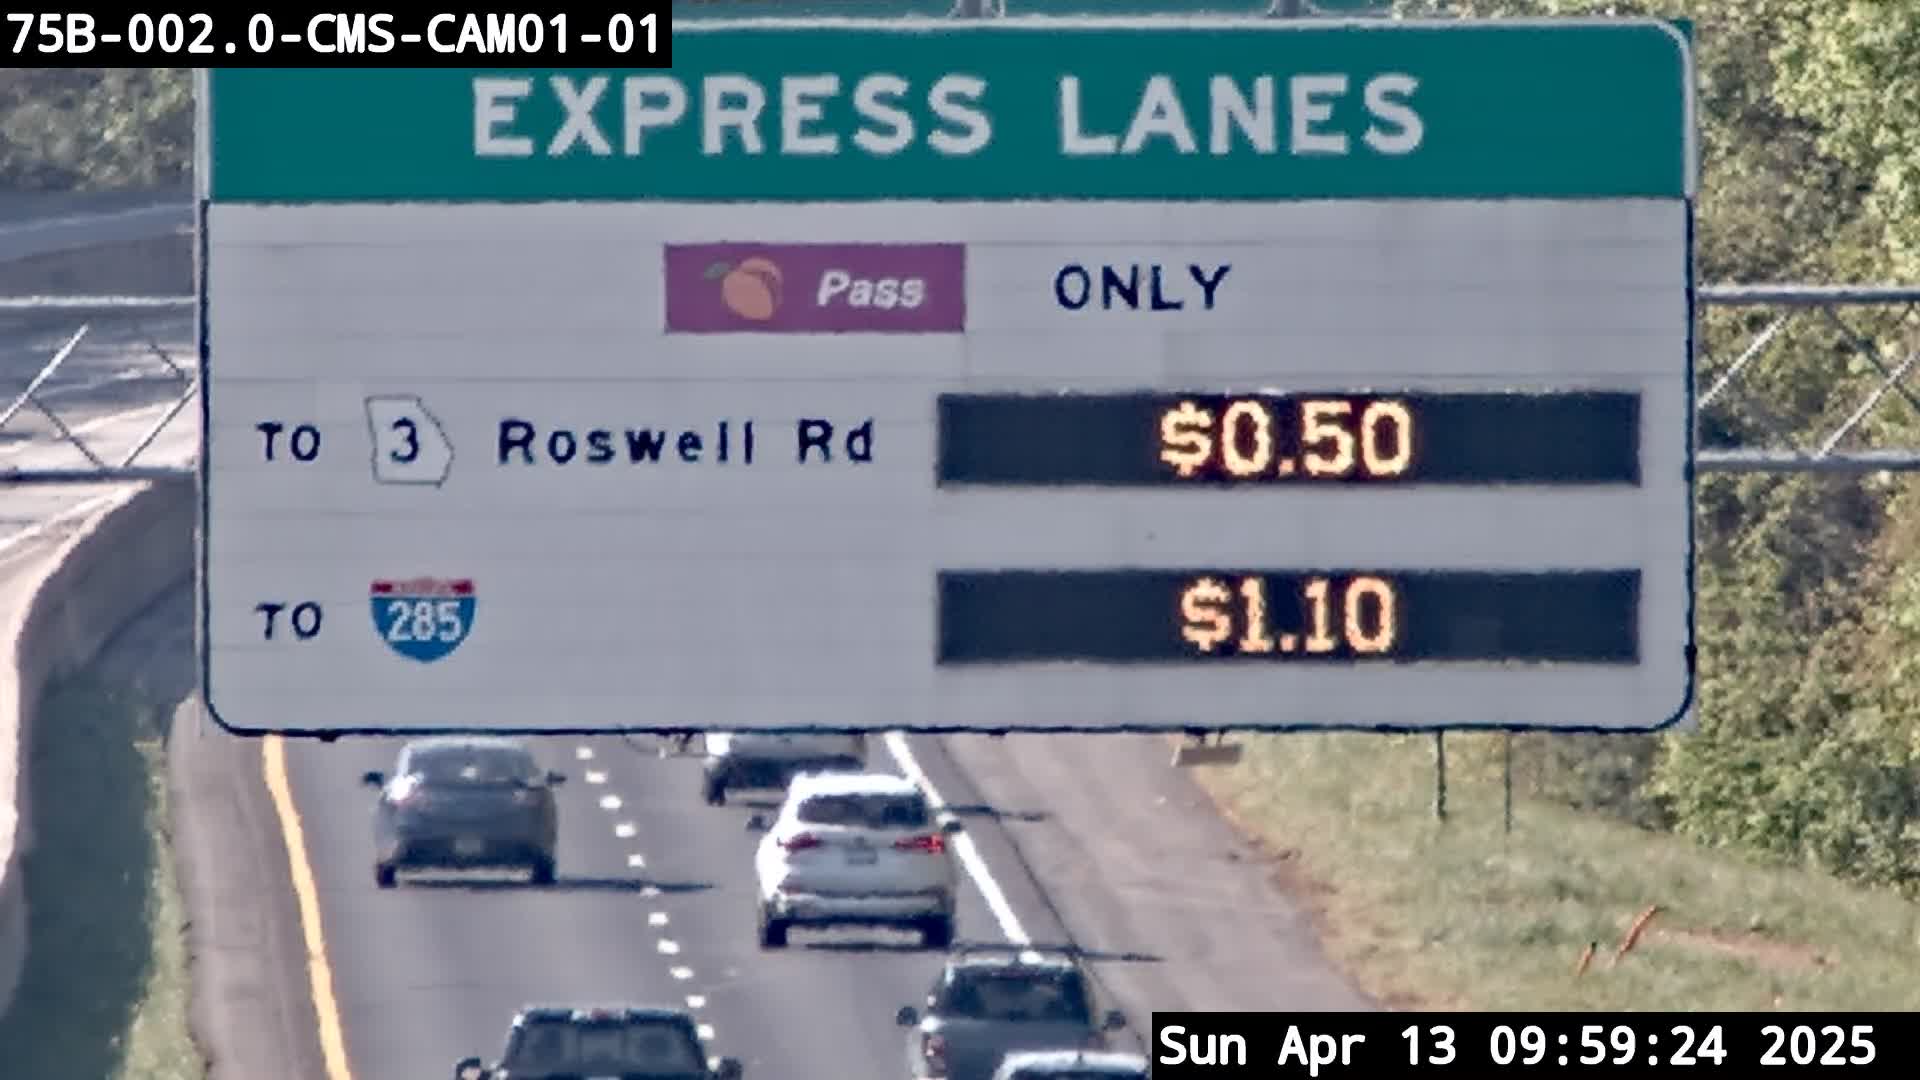 75B-002.0-CMS-CAM01-01
EXPRESS LANES
Pass ONLY
TO 3 Roswell Rd $0.50
TO 285 $1.10
Sun Apr 13 09:59:24 2025